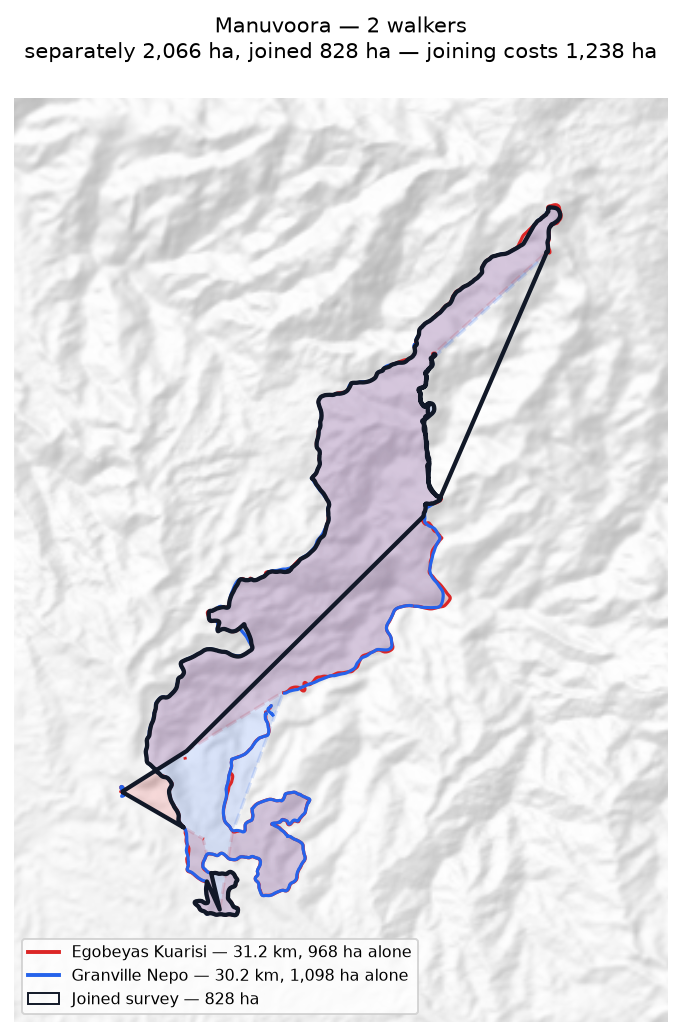 Manuvoora — 2 walkers
separately 2,066 ha, joined 828 ha — joining costs 1,238 ha
Egobeyas Kuarisi — 31.2 km, 968 ha alone
Granville Nepo — 30.2 km, 1,098 ha alone
Joined survey — 828 ha